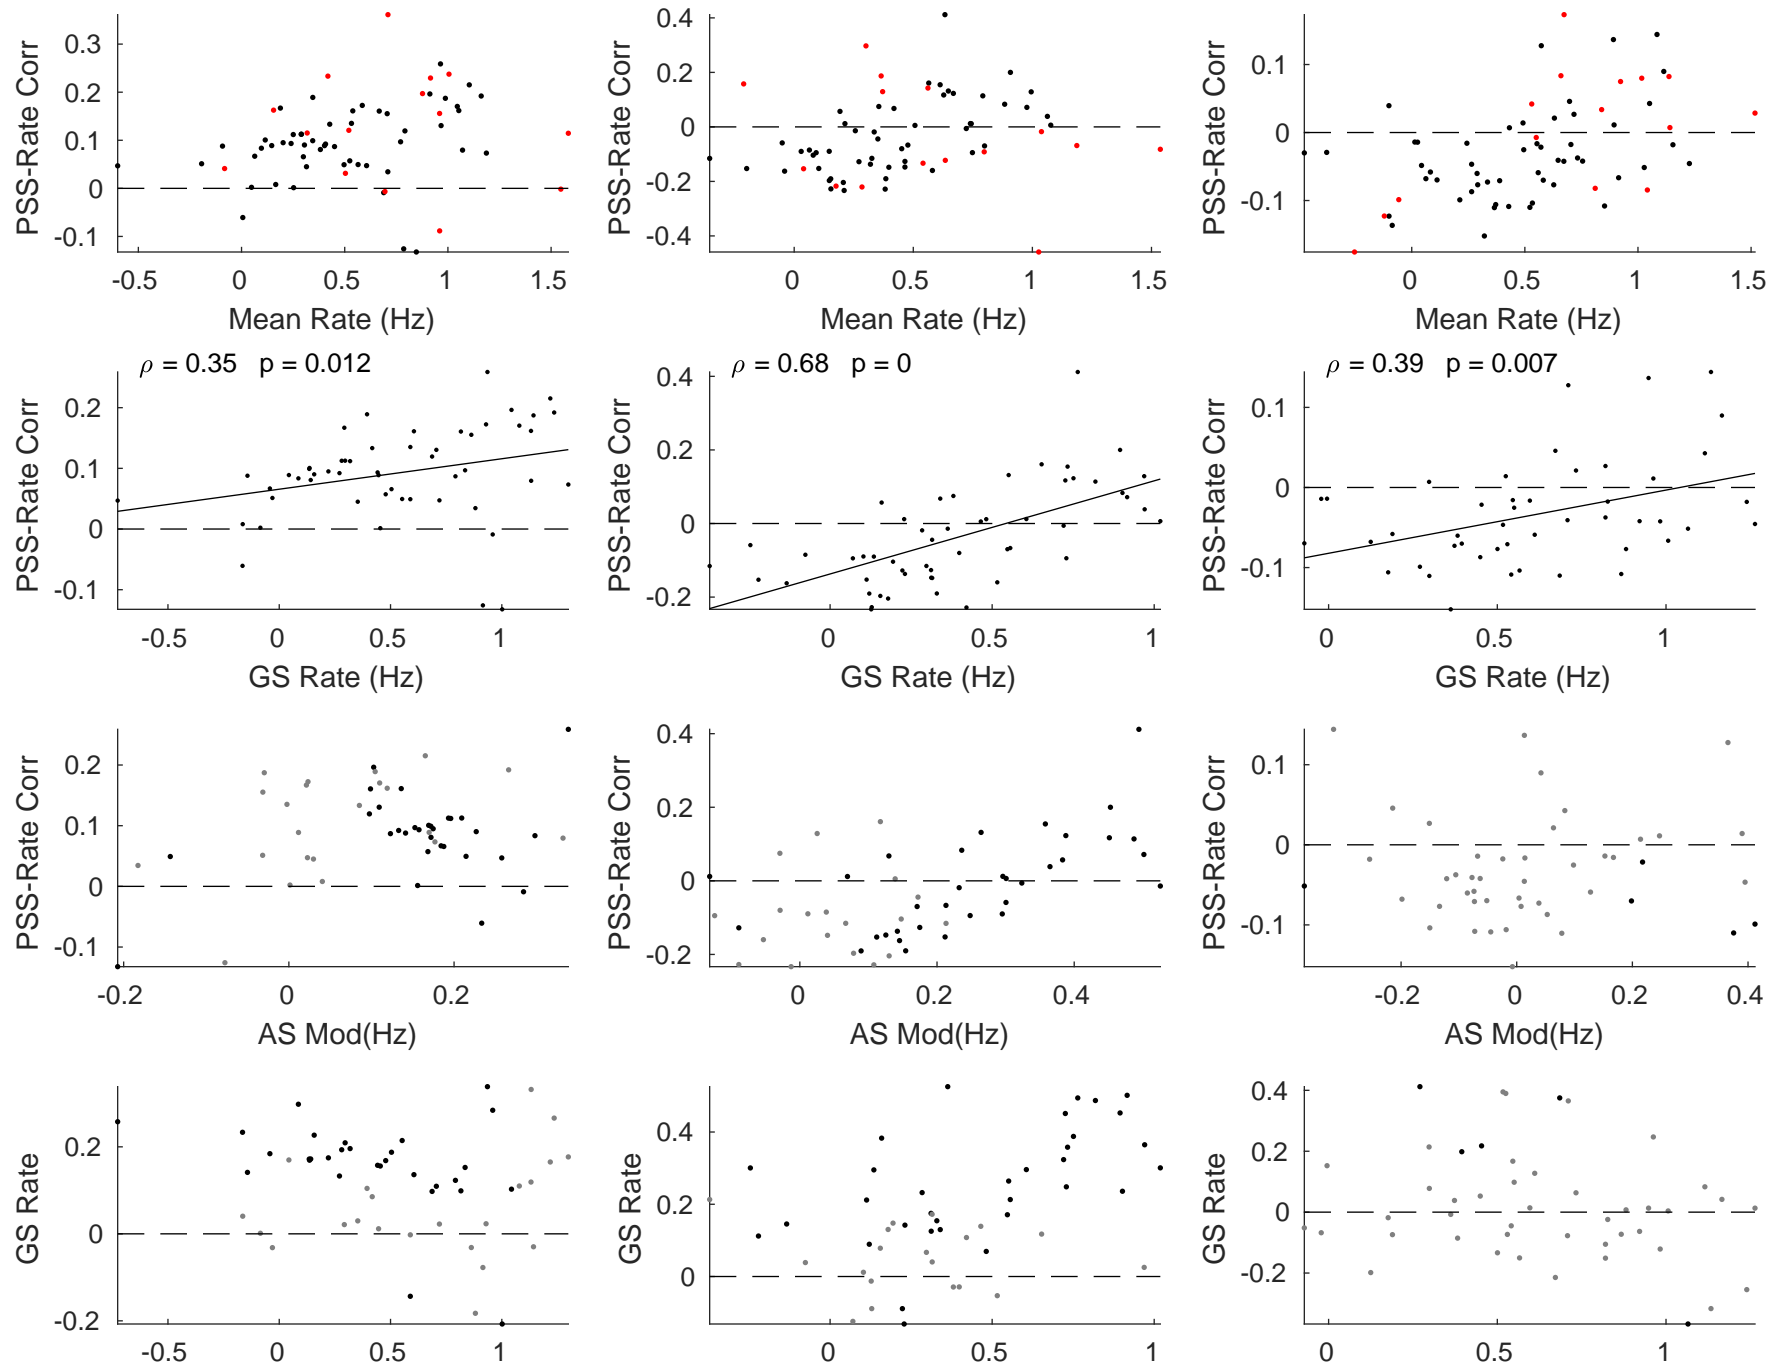 PSS-Rate Corr
0.3
0.2
0.1
0
-0.1
-0.5 0 0.5 1 1.5
Mean Rate (Hz)
PSS-Rate Corr
0.4
0.2
0
-0.2
-0.4
0 0.5 1 1.5
Mean Rate (Hz)
PSS-Rate Corr
0.1
0
-0.1
0 0.5 1 1.5
Mean Rate (Hz)
ρ = 0.35 p = 0.012
PSS-Rate Corr
0.2
0.1
0
-0.1
-0.5 0 0.5 1
GS Rate (Hz)
ρ = 0.68 p = 0
PSS-Rate Corr
0.4
0.2
0
-0.2
0 0.5 1
GS Rate (Hz)
ρ = 0.39 p = 0.007
PSS-Rate Corr
0.1
0
-0.1
0 0.5 1
GS Rate (Hz)
PSS-Rate Corr
0.2
0.1
0
-0.1
-0.2 0 0.2
AS Mod(Hz)
PSS-Rate Corr
0.4
0.2
0
-0.2
0 0.2 0.4
AS Mod(Hz)
PSS-Rate Corr
0.1
0
-0.1
-0.2 0 0.2 0.4
AS Mod(Hz)
GS Rate
0.2
0
-0.2
-0.5 0 0.5 1
GS Rate
0.4
0.2
0
0 0.5 1
GS Rate
0.4
0.2
0
-0.2
0 0.5 1